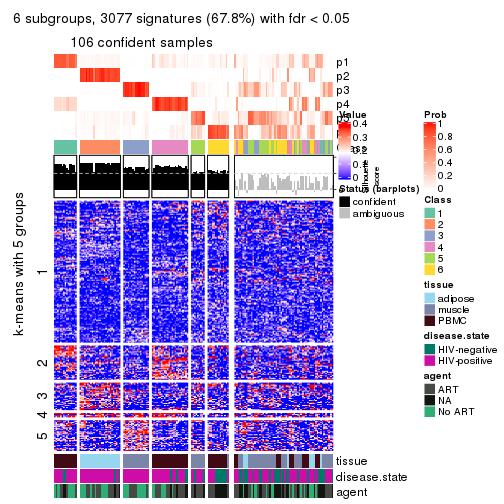 6 subgroups, 3077 signatures (67.8%) with fdr < 0.05
106 confident samples
p1
p2
p3
p4
k-means with 5 groups
1
2
3
4
5
tissue
disease.state
agent
Value
0.4
0.3
0.2
0.1
0
Silhouette
score
Status (barplots)
confident
ambiguous
Prob
1
0.8
0.6
0.4
0.2
0
Class
1
2
3
4
5
6
tissue
adipose
muscle
PBMC
disease.state
HIV-negative
HIV-positive
agent
ART
NA
No ART